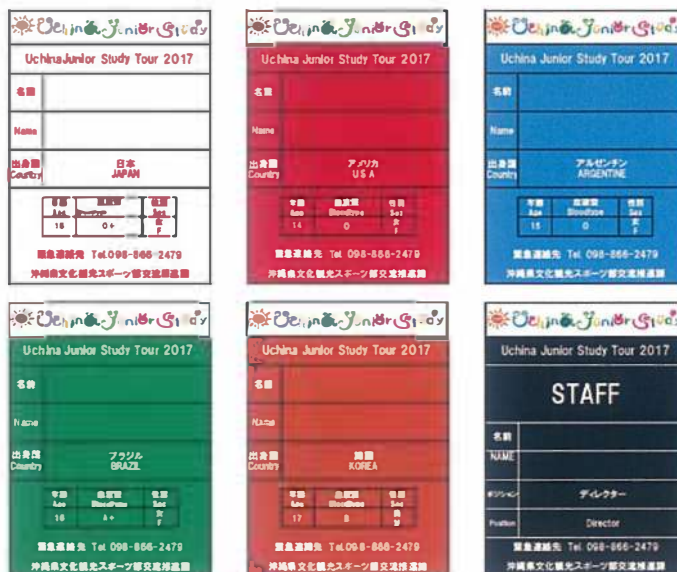 Uchina Junior Study
Uchina Junior Study Tour 2017
名前
Name
出身国
Country
日本
JAPAN
年齢 血液型 性別
Age Bloodtype Sex
15 O+ 女
F
緊急連絡先 Tel.098-866-2479
沖縄県文化観光スポーツ部交流推進課
Uchina Junior Study
Uchina Junior Study Tour 2017
名前
Name
出身国
Country
アメリカ
USA
年齢 血液型 性別
Age Bloodtype Sex
14 O 女
F
緊急連絡先 Tel 098-866-2479
沖縄県文化観光スポーツ部交流推進課
Uchina Junior Study
Uchina Junior Study Tour 2017
名前
Name
出身国
Country
アルゼンチン
ARGENTINE
年齢 血液型 性別
Age Bloodtype Sex
15 O 女
F
緊急連絡先 Tel 098-866-2479
沖縄県文化観光スポーツ部交流推進課
Uchina Junior Study
Uchina Junior Study Tour 2017
名前
Name
出身国
Country
ブラジル
BRAZIL
年齢 血液型 性別
Age Bloodtype Sex
16 A+ 女
F
緊急連絡先 Tel 098-866-2479
沖縄県文化観光スポーツ部交流推進課
Uchina Junior Study
Uchina Junior Study Tour 2017
名前
Name
出身国
Country
韓国
KOREA
年齢 血液型 性別
Age Bloodtype Sex
17 B 男
M
緊急連絡先 Tel.098-866-2479
沖縄県文化観光スポーツ部交流推進課
Uchina Junior Study
Uchina Junior Study Tour 2017
STAFF
名前
NAME
ポジション
ディレクター
Position
Director
緊急連絡先 Tel. 098-866-2479
沖縄県文化観光スポーツ部交流推進課